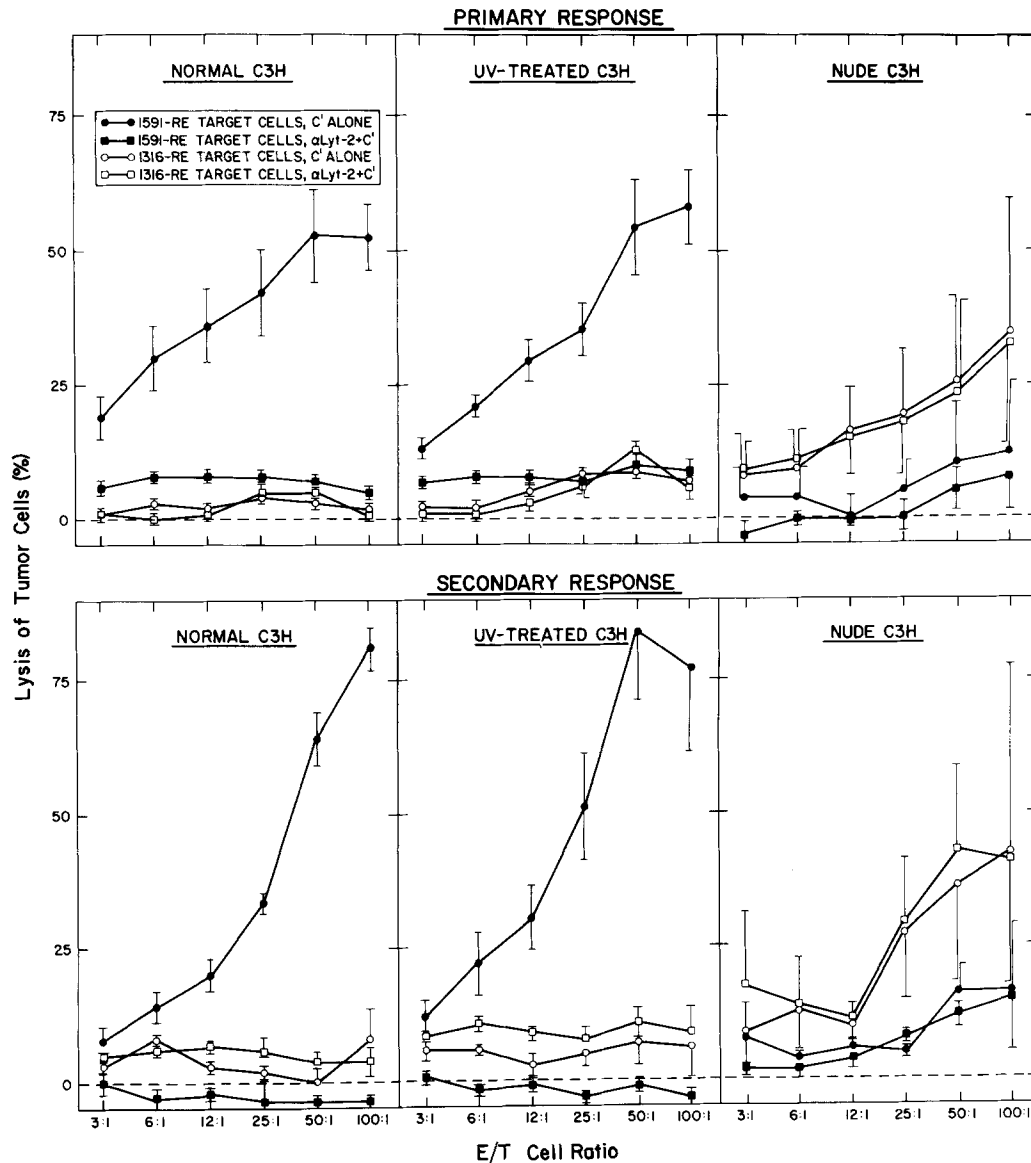 PRIMARY RESPONSE
NORMAL C3H
UV-TREATED C3H
NUDE C3H
1591-RE TARGET CELLS, C' ALONE
1591-RE TARGET CELLS, αLyt-2+C'
1316-RE TARGET CELLS, C' ALONE
1316-RE TARGET CELLS, αLyt-2+C'
75
50
25
0
SECONDARY RESPONSE
NORMAL C3H
UV-TREATED C3H
NUDE C3H
75
50
25
0
Lysis of Tumor Cells (%)
3:1 6:1 12:1 25:1 50:1 100:1 3:1 6:1 12:1 25:1 50:1 100:1 3:1 6:1 12:1 25:1 50:1 100:1
E/T Cell Ratio